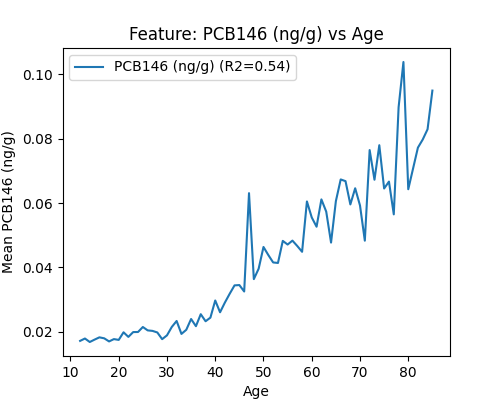 Feature: PCB146 (ng/g) vs Age
PCB146 (ng/g) (R2=0.54)
Mean PCB146 (ng/g)
0.10
0.08
0.06
0.04
0.02
10 20 30 40 50 60 70 80
Age